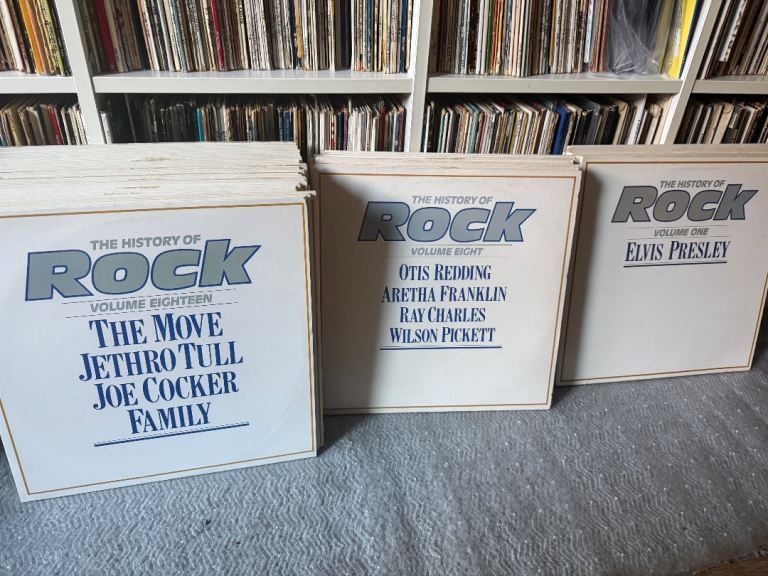 THE HISTORY OF
Rock
VOLUME EIGHTEEN
THE MOVE
JETHRO TULL
JOE COCKER
FAMILY
THE HISTORY OF
Rock
VOLUME EIGHT
OTIS REDDING
ARETHA FRANKLIN
RAY CHARLES
WILSON PICKETT
THE HISTORY OF
Rock
VOLUME ONE
ELVIS PRESLEY